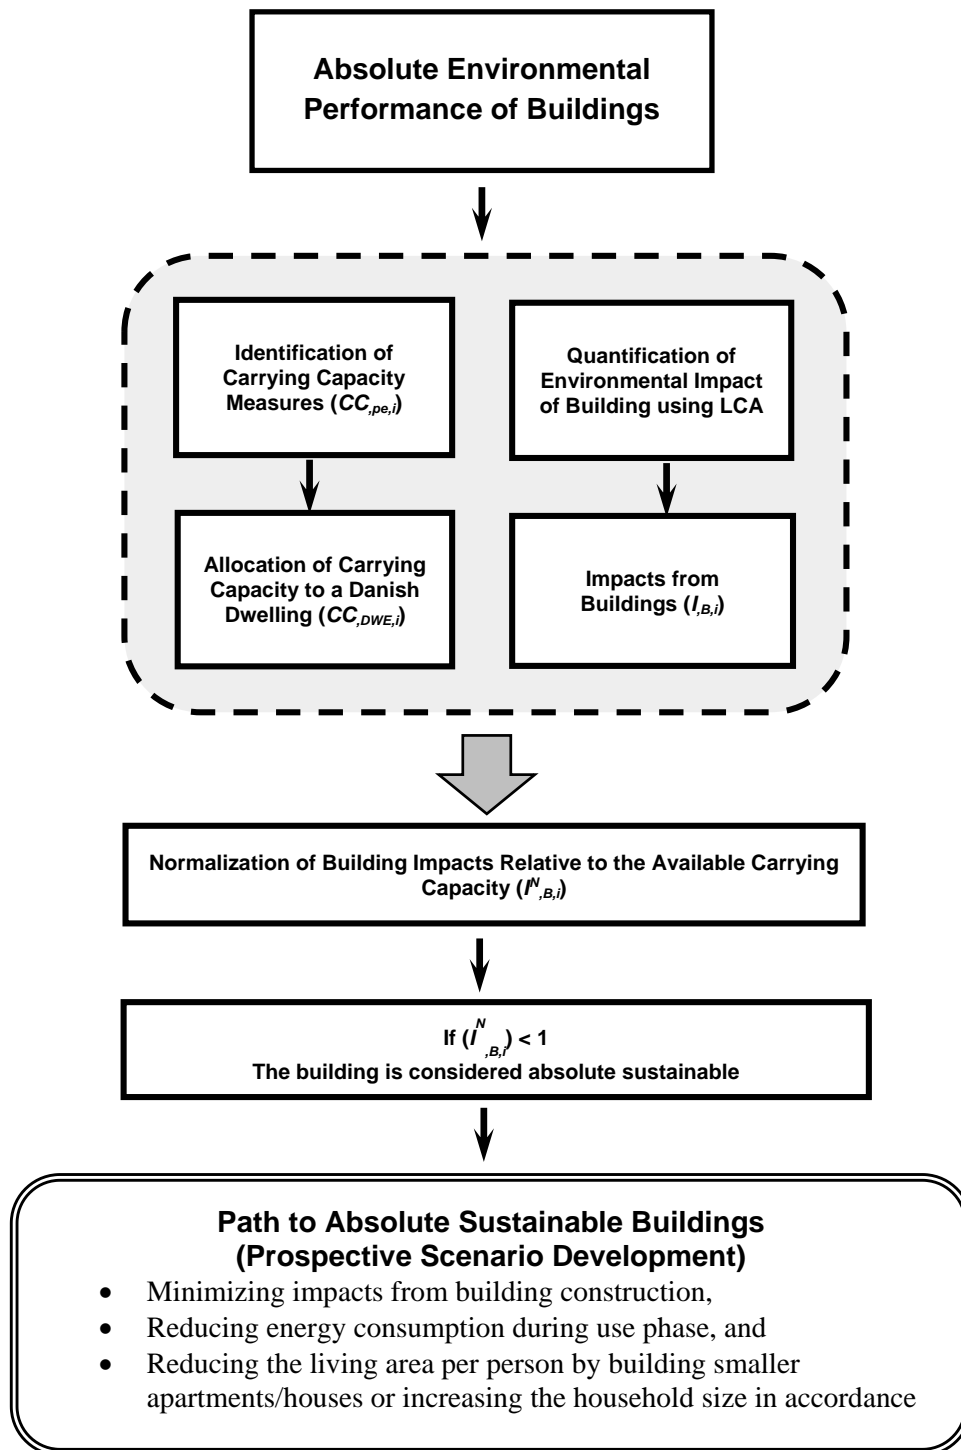 Absolute Environmental
Performance of Buildings
Identification of
Carrying Capacity
Measures (CC,pe,i)
Allocation of Carrying
Capacity to a Danish
Dwelling (CC,DWE,i)
Quantification of
Environmental Impact
of Building using LCA
Impacts from
Buildings (I,B,i)
Normalization of Building Impacts Relative to the Available Carrying
Capacity (I^N,B,i)
If (I^N,B,i) < 1
The building is considered absolute sustainable
Path to Absolute Sustainable Buildings
(Prospective Scenario Development)
• Minimizing impacts from building construction,
• Reducing energy consumption during use phase, and
• Reducing the living area per person by building smaller
apartments/houses or increasing the household size in accordance